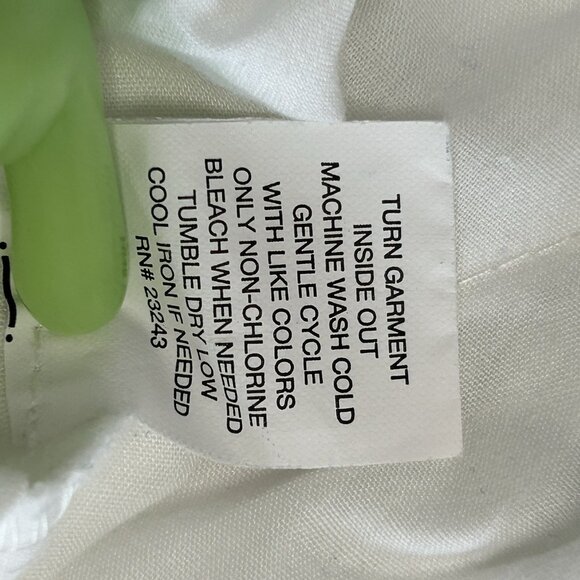 TURN GARMENT
INSIDE OUT
MACHINE WASH COLD
GENTLE CYCLE
WITH LIKE COLORS
ONLY NON-CHLORINE
BLEACH WHEN NEEDED
TUMBLE DRY LOW
COOL IRON IF NEEDED
RN# 23243